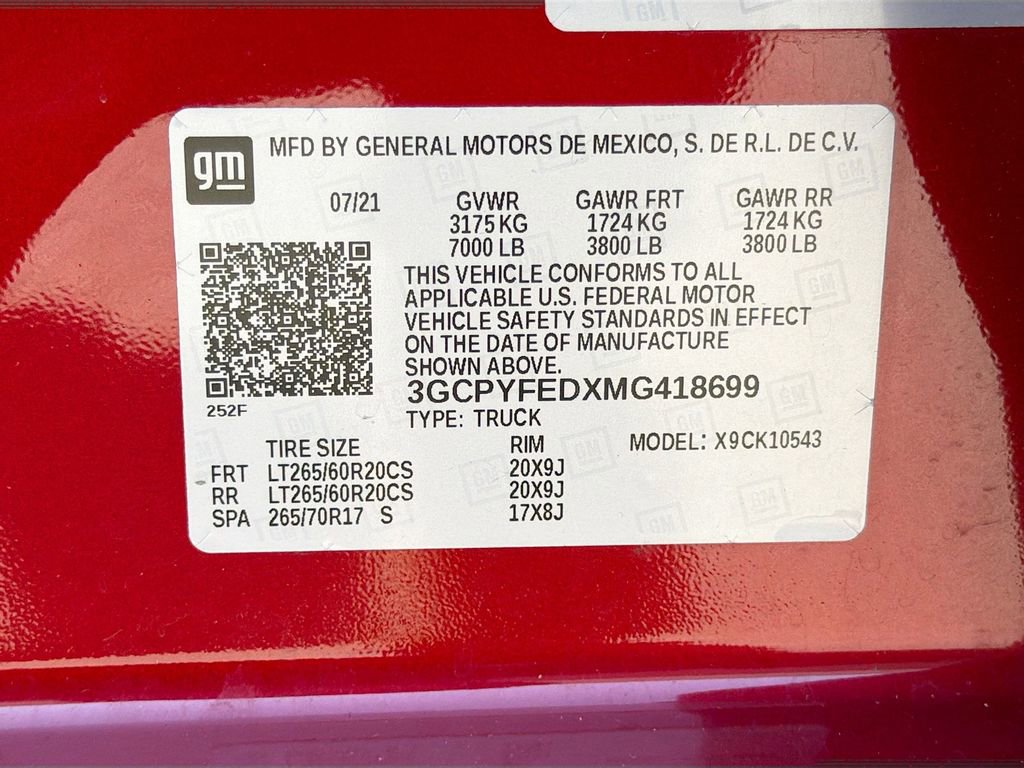 gm
MFD BY GENERAL MOTORS DE MEXICO, S. DE R.L. DE C.V.
07/21 GVWR GAWR FRT GAWR RR
3175 KG 1724 KG 1724 KG
7000 LB 3800 LB 3800 LB
THIS VEHICLE CONFORMS TO ALL
APPLICABLE U.S. FEDERAL MOTOR
VEHICLE SAFETY STANDARDS IN EFFECT
ON THE DATE OF MANUFACTURE
SHOWN ABOVE.
3GCPYFEDXMG418699
252F
TYPE: TRUCK
TIRE SIZE RIM MODEL: X9CK10543
FRT LT265/60R20CS 20X9J
RR LT265/60R20CS 20X9J
SPA 265/70R17 S 17X8J